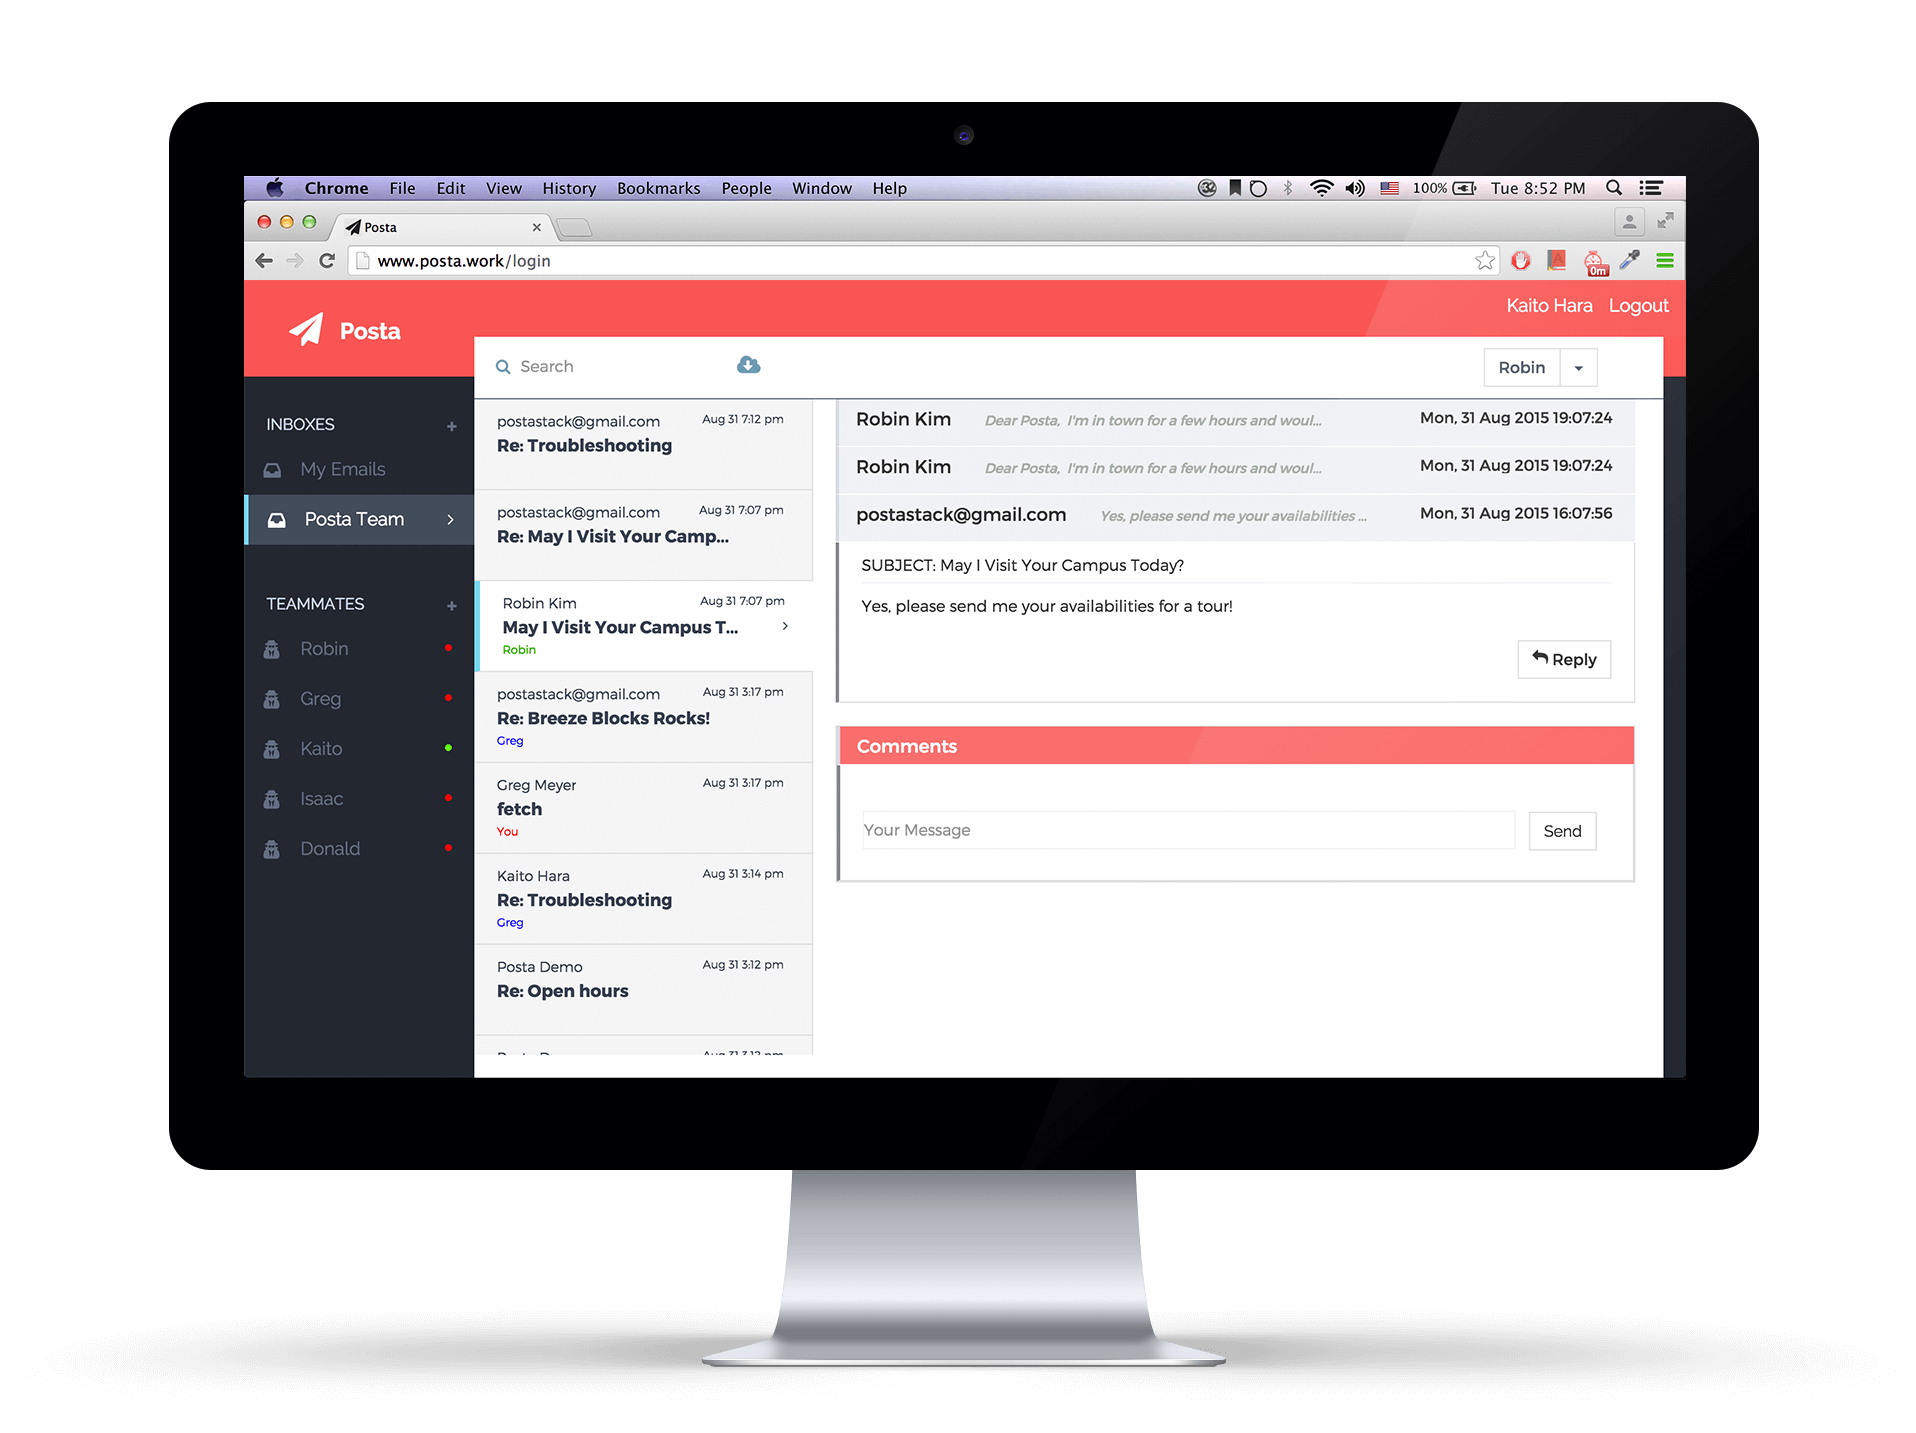 Chrome File Edit View History Bookmarks People Window Help 32 100% Tue 8:52 PM
Posta
www.posta.work/login
0m
Kaito Hara Logout
Posta
Search
Robin
INBOXES +
My Emails
Posta Team
TEAMMATES +
Robin
Greg
Kaito
Isaac
Donald
postastack@gmail.com Aug 31 7:12 pm
Re: Troubleshooting
postastack@gmail.com Aug 31 7:07 pm
Re: May I Visit Your Camp...
Robin Kim Aug 31 7:07 pm
May I Visit Your Campus T...
Robin
postastack@gmail.com Aug 31 3:17 pm
Re: Breeze Blocks Rocks!
Greg
Greg Meyer Aug 31 3:17 pm
fetch
You
Kaito Hara Aug 31 3:14 pm
Re: Troubleshooting
Greg
Posta Demo Aug 31 3:12 pm
Re: Open hours
Aug 31 3:12 pm
Robin Kim Dear Posta, I'm in town for a few hours and woul... Mon, 31 Aug 2015 19:07:24
Robin Kim Dear Posta, I'm in town for a few hours and woul... Mon, 31 Aug 2015 19:07:24
postastack@gmail.com Yes, please send me your availabilities ... Mon, 31 Aug 2015 16:07:56
SUBJECT: May I Visit Your Campus Today?
Yes, please send me your availabilities for a tour!
Reply
Comments
Your Message
Send